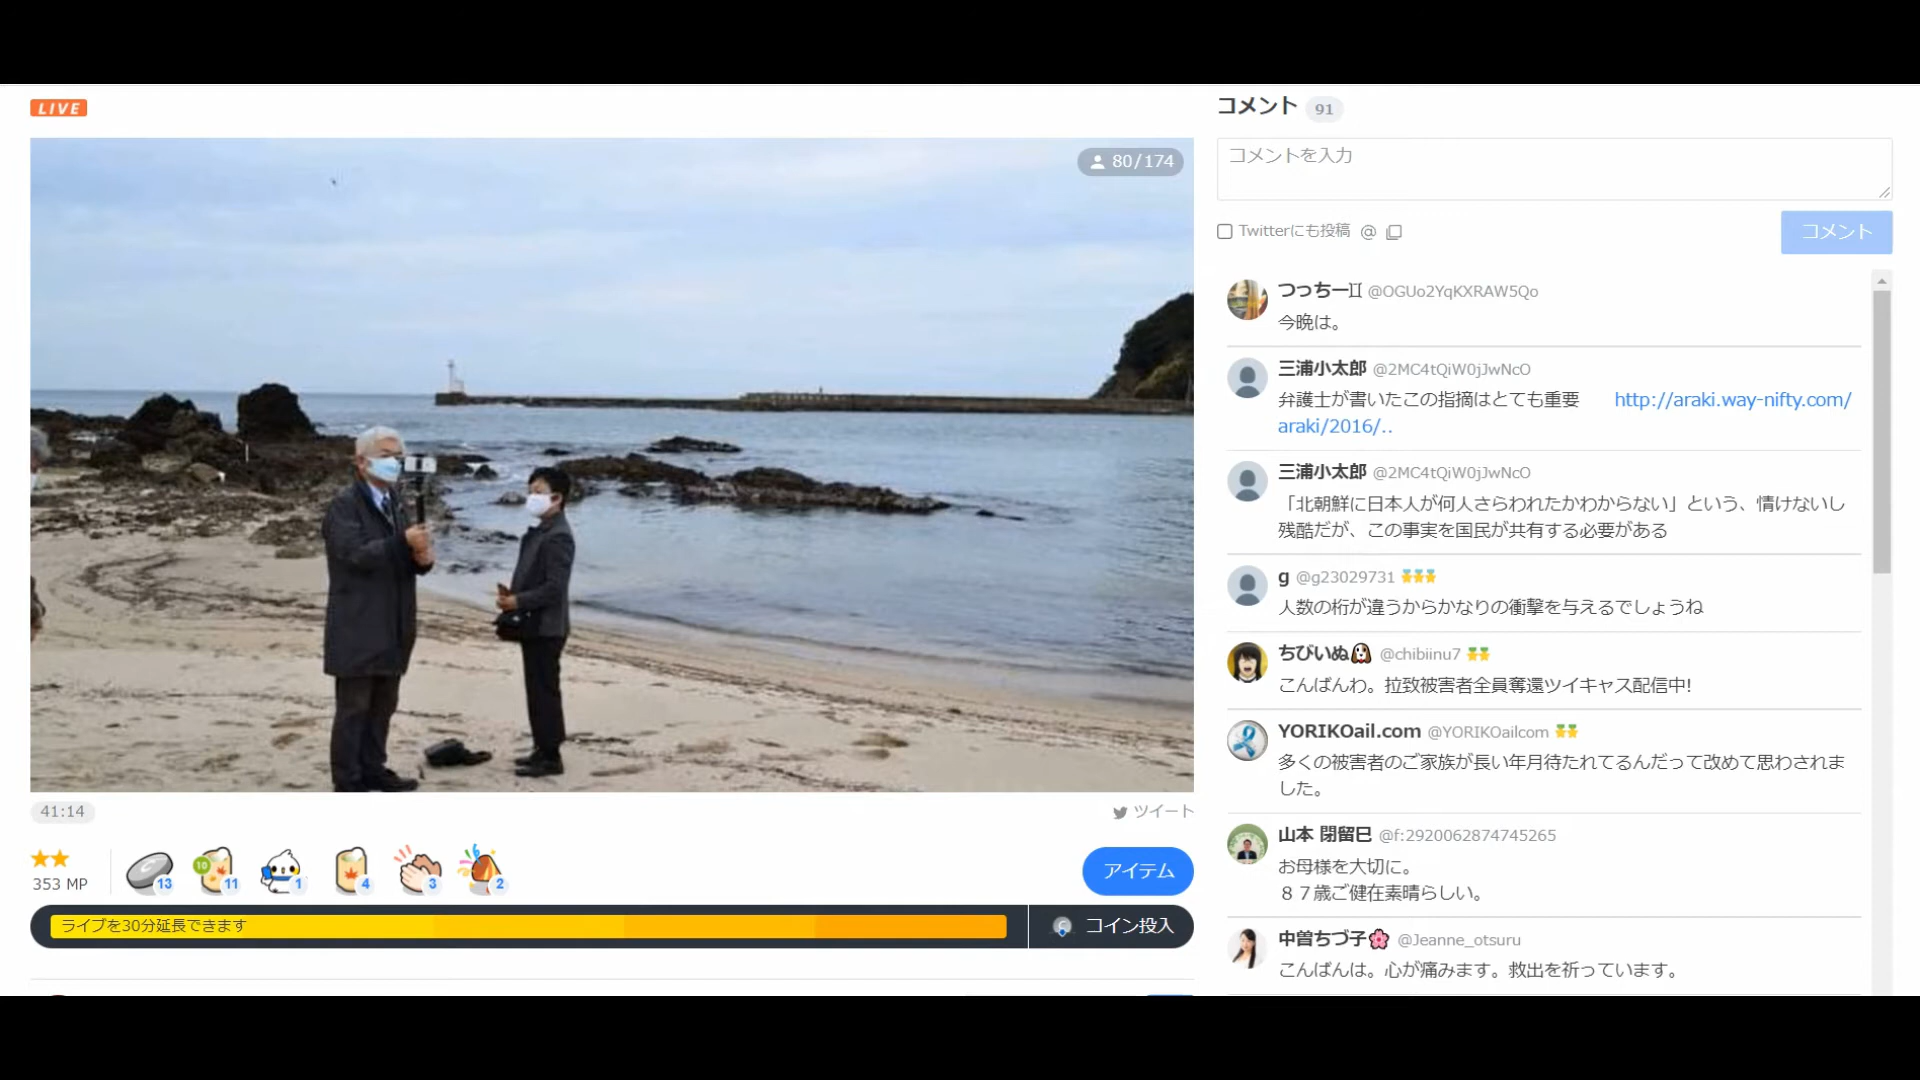 LIVE
80/174
41:14
ツイート
353 MP
13
10
11
1
4
3
2
アイテム
ライブを30分延長できます
コイン投入
コメント 91
コメントを入力
Twitterにも投稿 @
コメント
つっちー♊ @OGUo2YqKXRAW5Qo
今晩は。
三浦小太郎 @2MC4tQiW0jJwNcO
弁護士が書いたこの指摘はとても重要 http://araki.way-nifty.com/
araki/2016/..
三浦小太郎 @2MC4tQiW0jJwNcO
「北朝鮮に日本人が何人さらわれたかわからない」という、情けないし
残酷だが、この事実を国民が共有する必要がある
g @g23029731
人数の桁が違うからかなりの衝撃を与えるでしょうね
ちびいぬ @chibiinu7
こんばんわ。拉致被害者全員奪還ツイキャス配信中!
YORIKOail.com @YORIKOailcom
多くの被害者のご家族が長い年月待たれてるんだって改めて思わされま
した。
山本 閉留巳 @f:2920062874745265
お母様を大切に。
８７歳ご健在素晴らしい。
中曽ちづ子 @Jeanne_otsuru
こんばんは。心が痛みます。救出を祈っています。